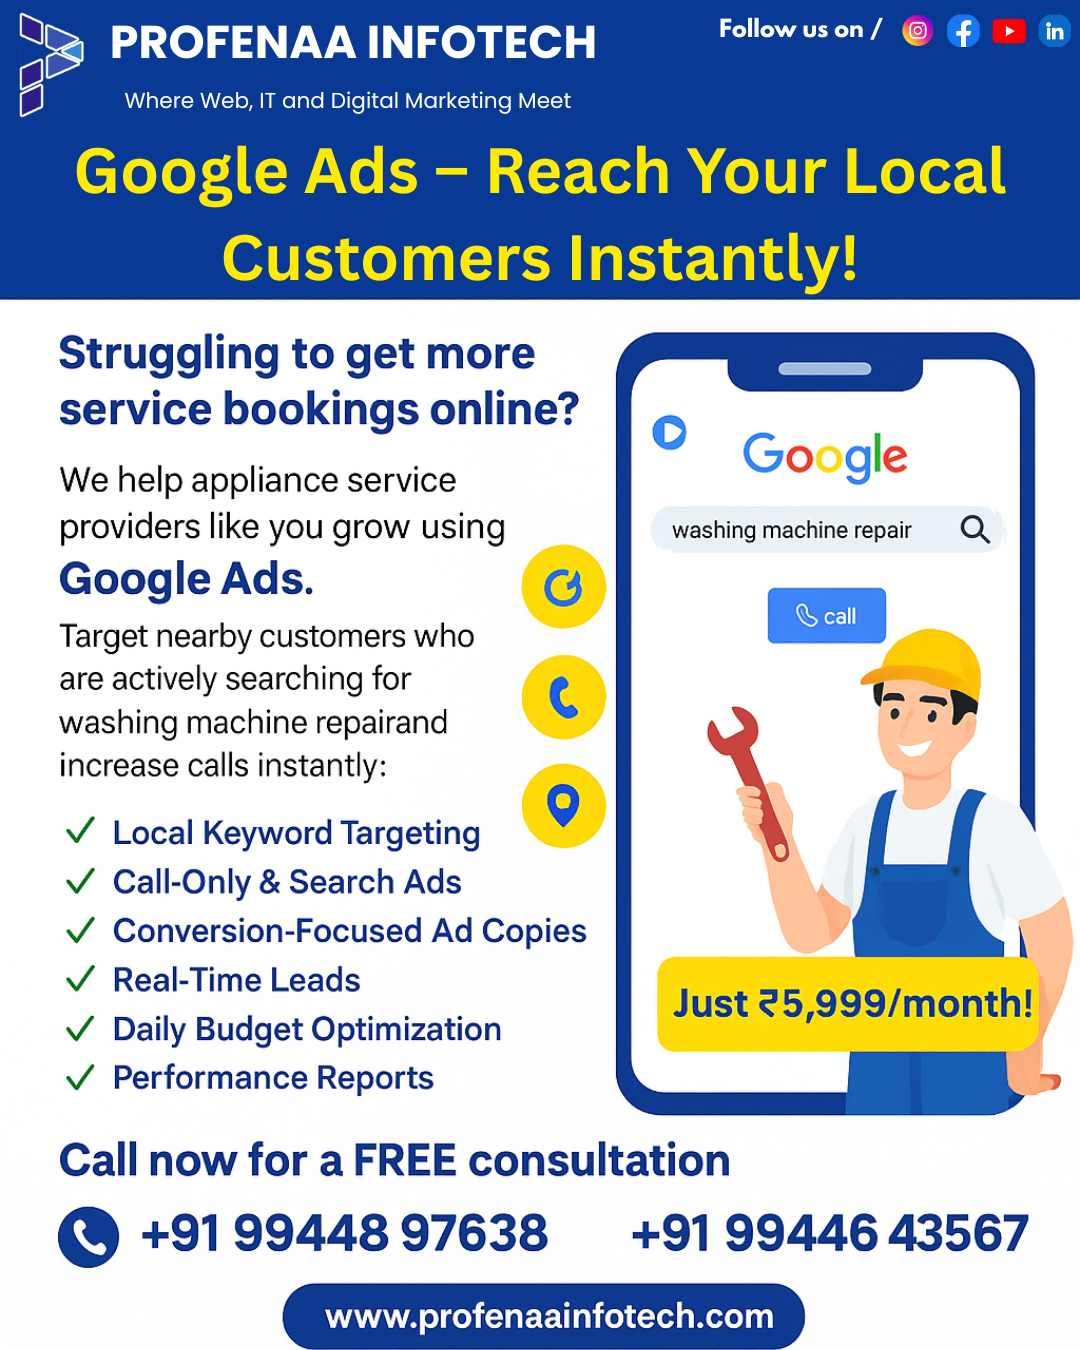 PROFENAA INFOTECH
Follow us on /
Where Web, IT and Digital Marketing Meet
Google Ads – Reach Your Local
Customers Instantly!
Struggling to get more
service bookings online?
We help appliance service
providers like you grow using
Google Ads.
Target nearby customers who
are actively searching for
washing machine repairand
increase calls instantly:
Local Keyword Targeting
Call-Only & Search Ads
Conversion-Focused Ad Copies
Real-Time Leads
Daily Budget Optimization
Performance Reports
Google
washing machine repair
call
Just ₹5,999/month!
Call now for a FREE consultation
+91 99448 97638 +91 99446 43567
www.profenaainfotech.com